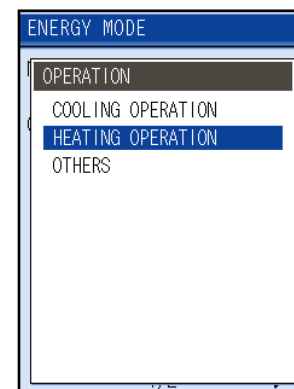 ENERGY MODE
OPERATION
COOLING OPERATION
HEATING OPERATION
OTHERS